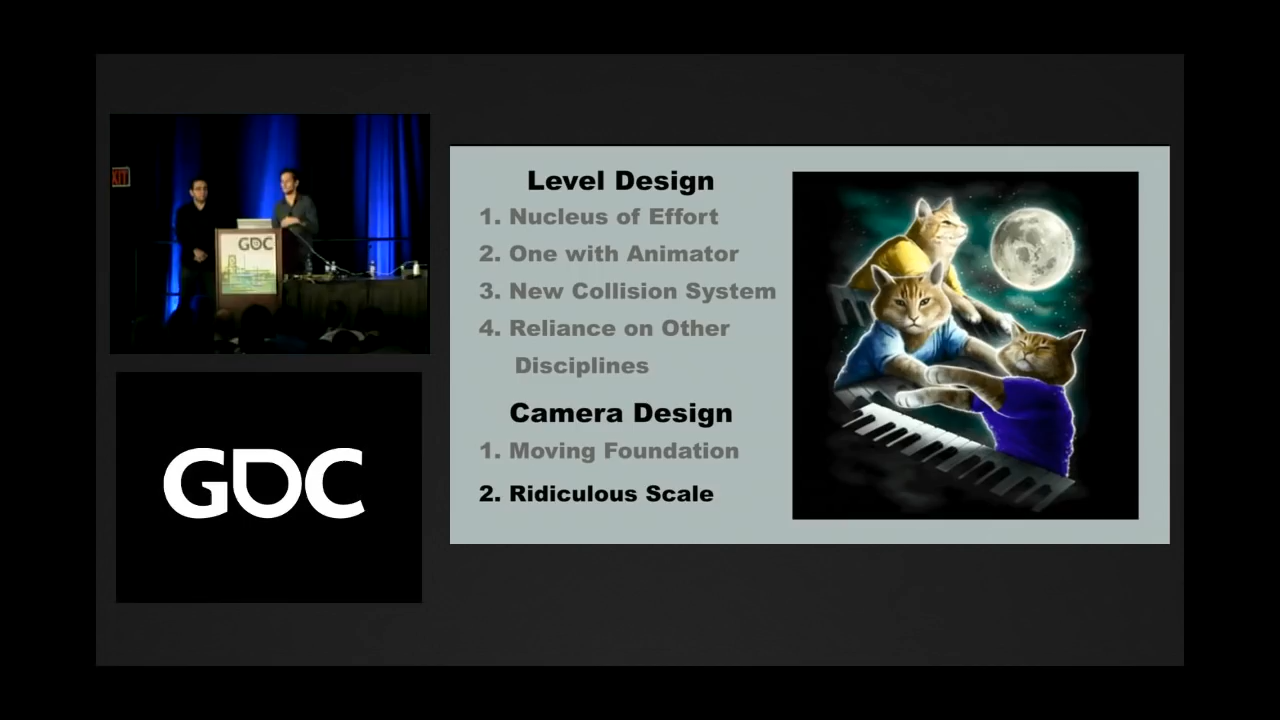 EXIT
GDC
GDC
Level Design
1. Nucleus of Effort
2. One with Animator
3. New Collision System
4. Reliance on Other
Disciplines
Camera Design
1. Moving Foundation
2. Ridiculous Scale